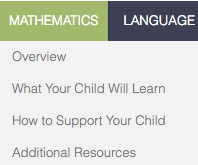 MATHEMATICS LANGUAGE
Overview
What Your Child Will Learn
How to Support Your Child
Additional Resources